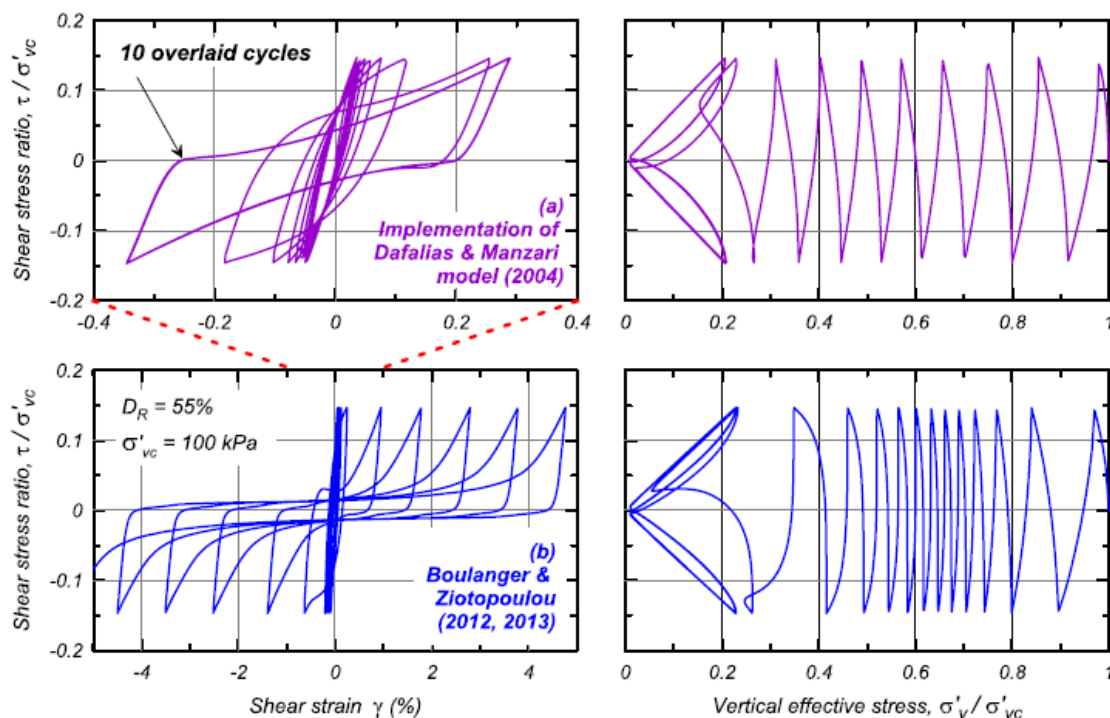 0.2
0.1
0
-0.1
-0.2
Shear stress ratio, τ / σ'vc
10 overlaid cycles
(a)
Implementation of
Dafalias & Manzari
model (2004)
-0.4
-0.2
0
0.2
0.4
0
0.2
0.4
0.6
0.8
1
0.2
0.1
0
-0.1
-0.2
Shear stress ratio, τ / σ'vc
DR = 55%
σ'vc = 100 kPa
(b)
Boulanger &
Ziotopoulou
(2012, 2013)
-4
-2
0
2
4
Shear strain γ (%)
0
0.2
0.4
0.6
0.8
1
Vertical effective stress, σ'v / σ'vc